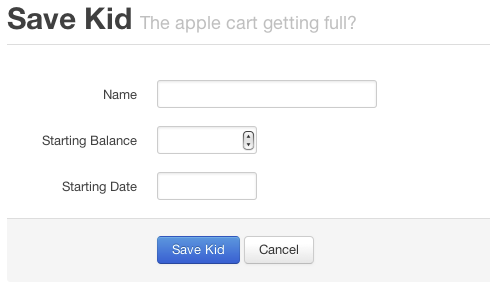 Save Kid The apple cart getting full?
Name
Starting Balance
Starting Date
Save Kid Cancel